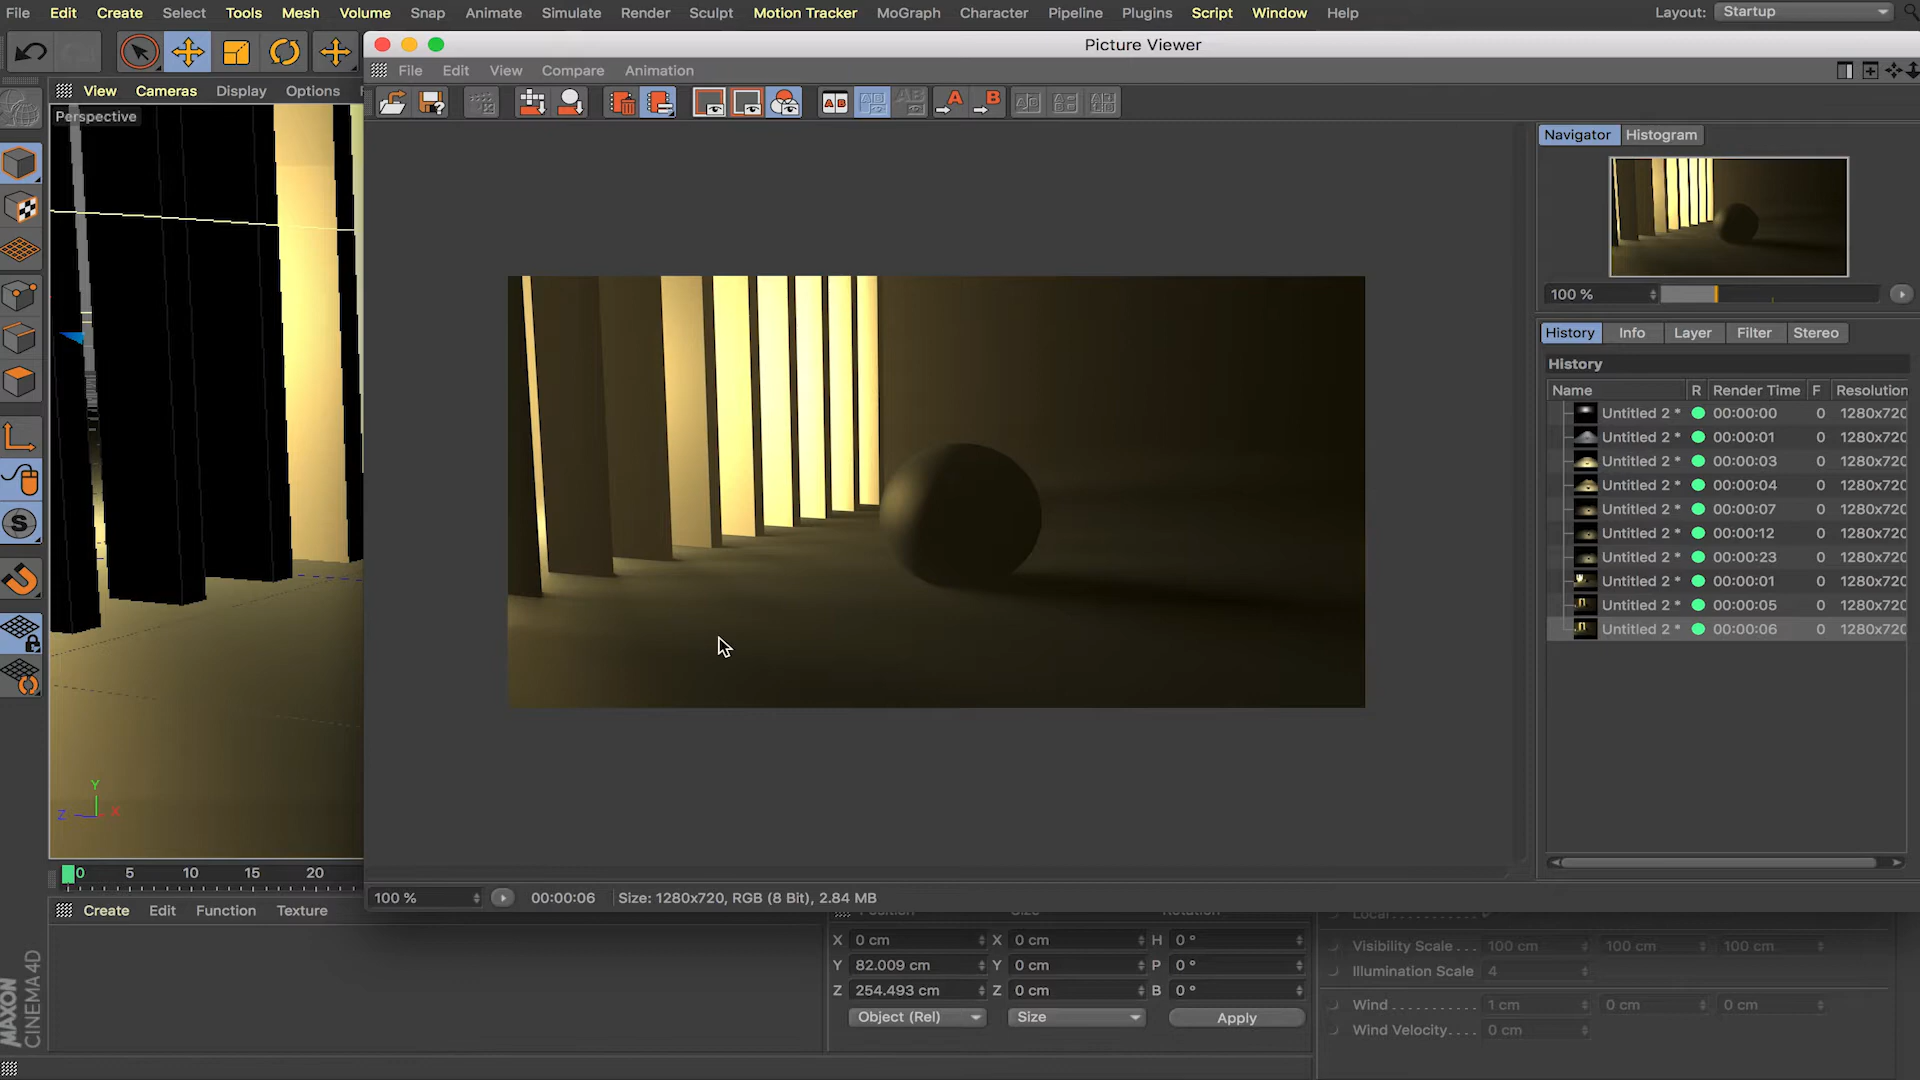 File Edit Create Select Tools Mesh Volume Snap Animate Simulate Render Sculpt Motion Tracker MoGraph Character Pipeline Plugins Script Window Help Layout: Startup
Picture Viewer
File Edit View Compare Animation
View Cameras Display Options
Perspective
Navigator Histogram
100 %
History Info Layer Filter Stereo
History
Name R Render Time F Resolution
Untitled 2 * 00:00:00 0 1280x720
Untitled 2 * 00:00:01 0 1280x720
Untitled 2 * 00:00:03 0 1280x720
Untitled 2 * 00:00:04 0 1280x720
Untitled 2 * 00:00:07 0 1280x720
Untitled 2 * 00:00:12 0 1280x720
Untitled 2 * 00:00:23 0 1280x720
Untitled 2 * 00:00:01 0 1280x720
Untitled 2 * 00:00:05 0 1280x720
Untitled 2 * 00:00:06 0 1280x720
Y
Z X
0 5 10 15 20
100 % 00:00:06 Size: 1280x720, RGB (8 Bit), 2.84 MB
Create Edit Function Texture
Position Size Rotation
Local
X 0 cm X 0 cm H 0 °
Y 82.009 cm Y 0 cm P 0 °
Z 254.493 cm Z 0 cm B 0 °
Object (Rel) Size Apply
Visibility Scale . . . 100 cm 100 cm 100 cm
Illumination Scale 4
Wind . . . . . . . . . . . 1 cm 0 cm 0 cm
Wind Velocity. . . . 0 cm
MAXON
CINEMA 4D